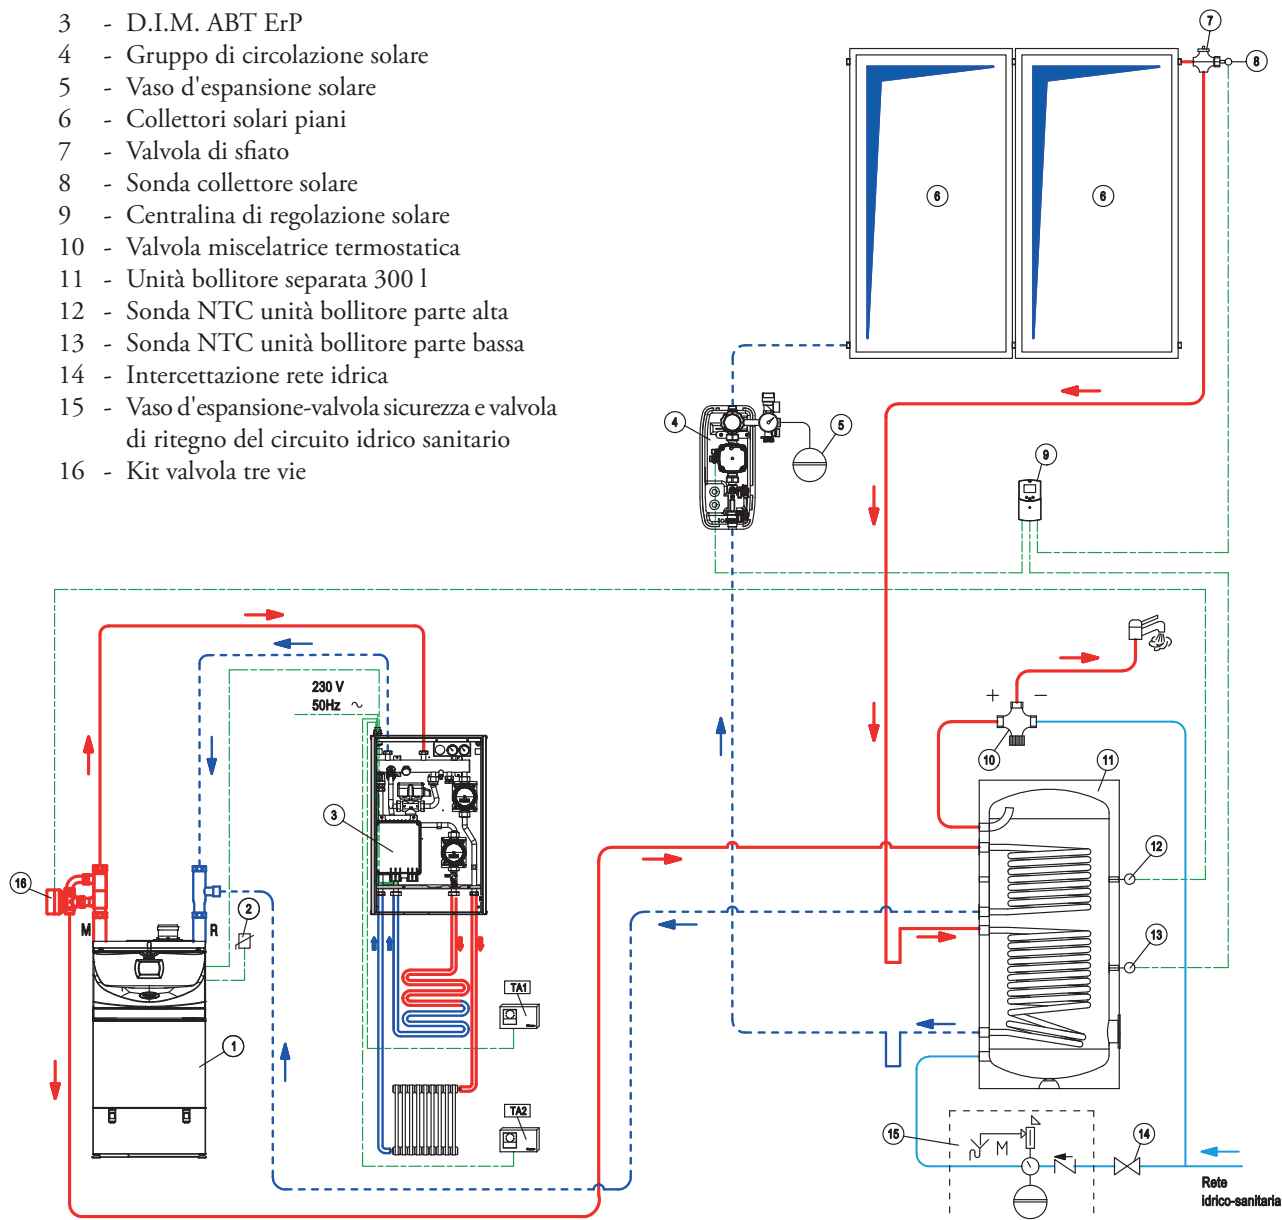 3 - D.I.M. ABT ErP
4 - Gruppo di circolazione solare
5 - Vaso d'espansione solare
6 - Collettori solari piani
7 - Valvola di sfiato
8 - Sonda collettore solare
9 - Centralina di regolazione solare
10 - Valvola miscelatrice termostatica
11 - Unità bollitore separata 300 l
12 - Sonda NTC unità bollitore parte alta
13 - Sonda NTC unità bollitore parte bassa
14 - Intercettazione rete idrica
15 - Vaso d'espansione-valvola sicurezza e valvola
di ritegno del circuito idrico sanitario
16 - Kit valvola tre vie
7
8
6
6
4
5
9
230 V
50Hz ~
+ −
10
11
3
12
16
2
M
R
13
TA1
1
TA2
15
M
14
Rete
idrico-sanitaria